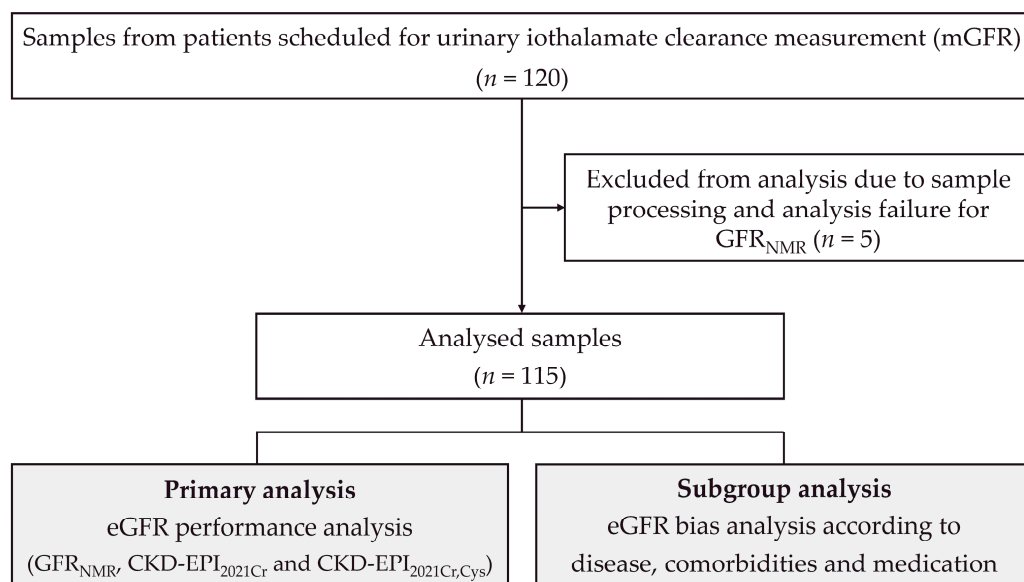 Samples from patients scheduled for urinary iothalamate clearance measurement (mGFR)
(n = 120)
Excluded from analysis due to sample
processing and analysis failure for
GFRNMR (n = 5)
Analysed samples
(n = 115)
Primary analysis
eGFR performance analysis
(GFRNMR, CKD-EPI2021Cr and CKD-EPI2021Cr,Cys)
Subgroup analysis
eGFR bias analysis according to
disease, comorbidities and medication